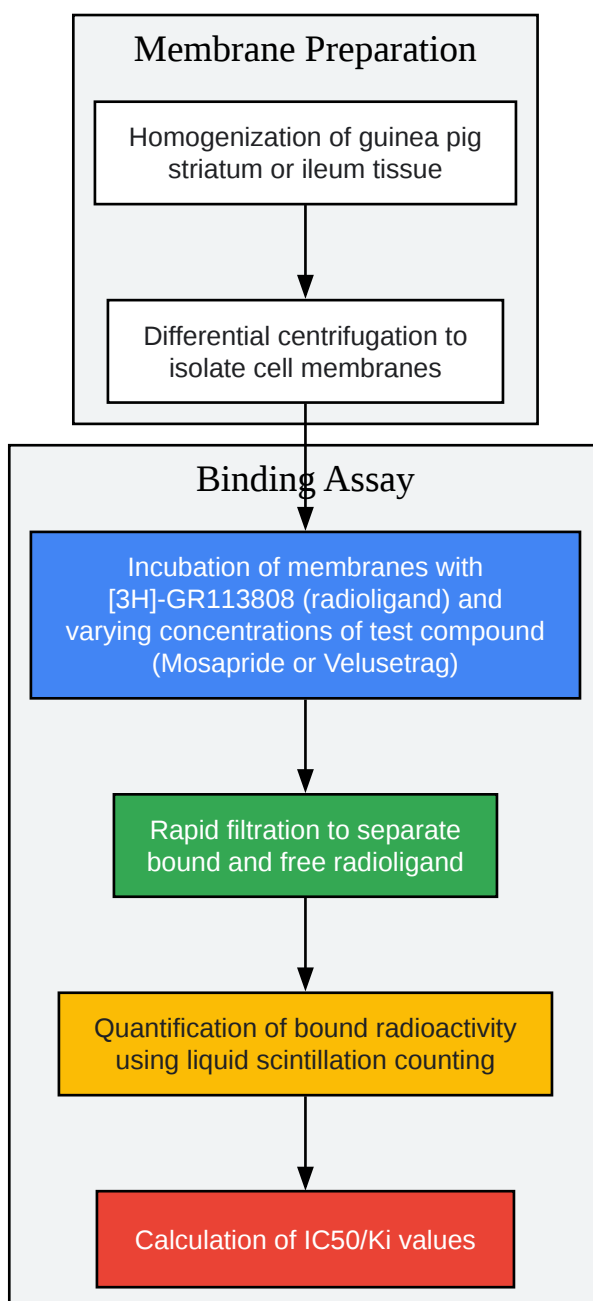 Membrane Preparation
Homogenization of guinea pig
striatum or ileum tissue
Differential centrifugation to
isolate cell membranes
Binding Assay
Incubation of membranes with
[3H]-GR113808 (radioligand) and
varying concentrations of test compound
(Mosapride or Velusetrag)
Rapid filtration to separate
bound and free radioligand
Quantification of bound radioactivity
using liquid scintillation counting
Calculation of IC50/Ki values